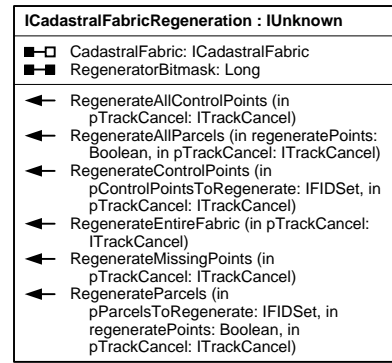 ICadastralFabricRegeneration : IUnknown
CadastralFabric: ICadastralFabric
RegeneratorBitmask: Long
RegenerateAllControlPoints (in
pTrackCancel: ITrackCancel)
RegenerateAllParcels (in regeneratePoints:
Boolean, in pTrackCancel: ITrackCancel)
RegenerateControlPoints (in
pControlPointsToRegenerate: IFIDSet, in
pTrackCancel: ITrackCancel)
RegenerateEntireFabric (in pTrackCancel:
ITrackCancel)
RegenerateMissingPoints (in
pTrackCancel: ITrackCancel)
RegenerateParcels (in
pParcelsToRegenerate: IFIDSet, in
regeneratePoints: Boolean, in
pTrackCancel: ITrackCancel)